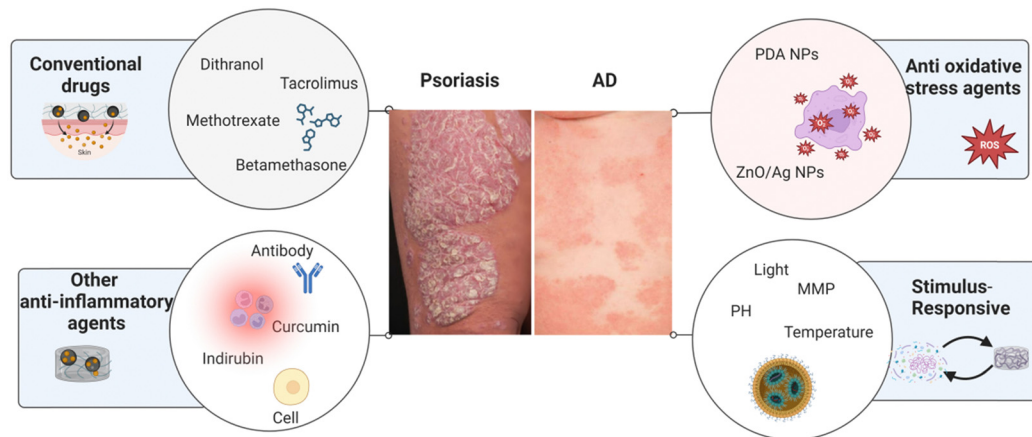 Conventional
drugs
Skin
Dithranol
Tacrolimus
Methotrexate
Betamethasone
Psoriasis
AD
PDA NPs
O₂
ZnO/Ag NPs
Anti oxidative
stress agents
ROS
Other
anti-inflammatory
agents
Antibody
Curcumin
Indirubin
Cell
Light
MMP
PH
Temperature
Stimulus-
Responsive